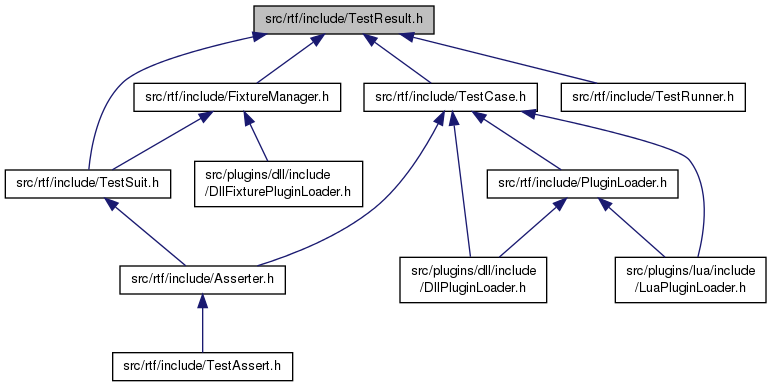 src/rtf/include/TestResult.h
src/rtf/include/FixtureManager.h
src/rtf/include/TestCase.h
src/rtf/include/TestRunner.h
src/rtf/include/TestSuit.h
src/plugins/dll/include
/DllFixturePluginLoader.h
src/rtf/include/PluginLoader.h
src/rtf/include/Asserter.h
src/plugins/dll/include
/DllPluginLoader.h
src/plugins/lua/include
/LuaPluginLoader.h
src/rtf/include/TestAssert.h